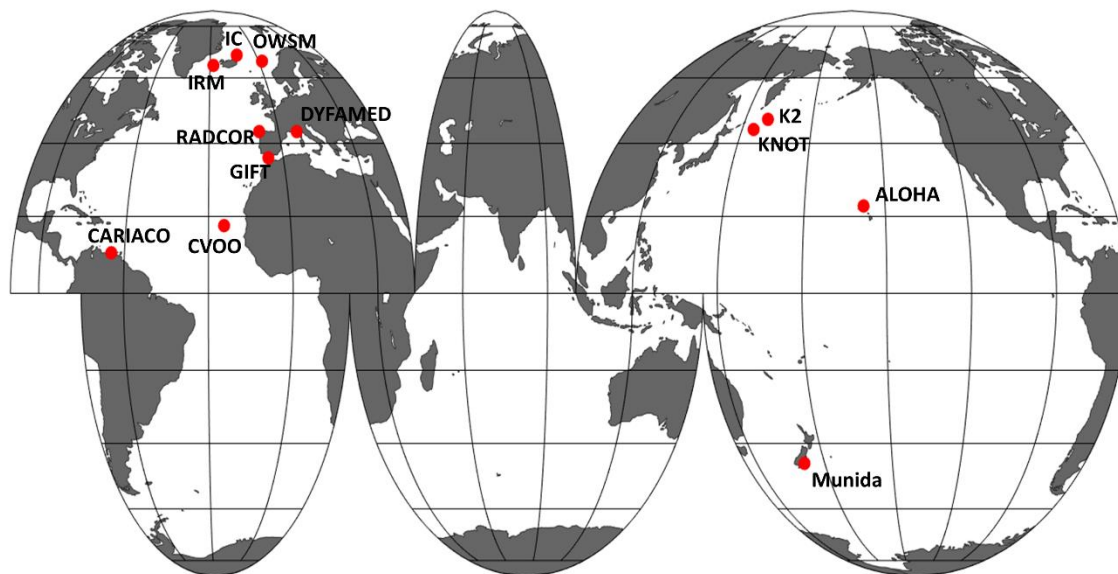 IC
OWSM
IRM
DYFAMED
RADCOR
GIFT
CARIACO
CVOO
K2
KNOT
ALOHA
Munida